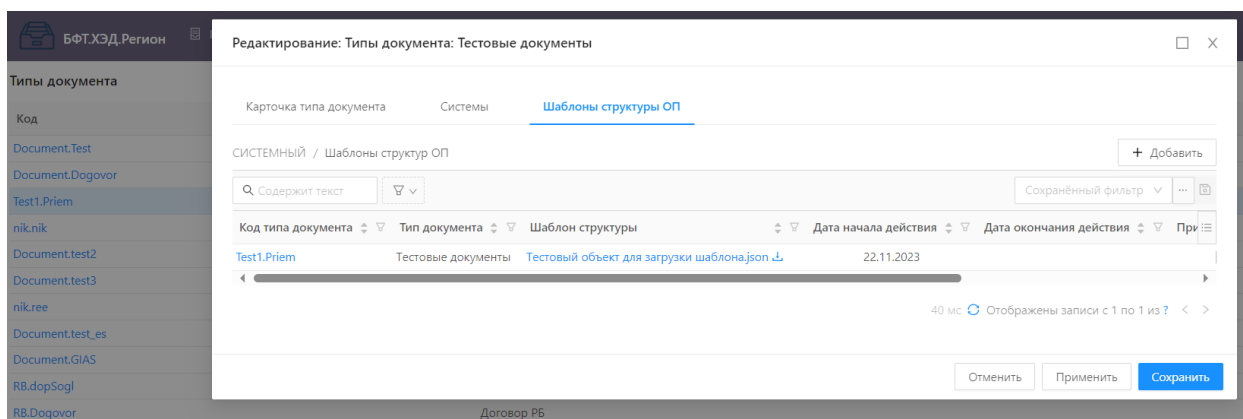 БФТ.ХЭД.Регион
Редактирование: Типы документа: Тестовые документы
Типы документа
Карточка типа документа Системы Шаблоны структуры ОП
Код
Document.Test
СИСТЕМНЫЙ / Шаблоны структур ОП + Добавить
Document.Dogovor
Содержит текст Сохранённый фильтр ...
Test1.Priem
nik.nik
Код типа документа Тип документа Шаблон структуры Дата начала действия Дата окончания действия При
Document.test2
Test1.Priem Тестовые документы Тестовый объект для загрузки шаблона.json 22.11.2023
Document.test3
nik.ree
40 мс Отображены записи с 1 по 1 из ? < >
Document.test_es
Document.GIAS
RB.dopSogl
Отменить Применить Сохранить
RB.Dogovor Договор РБ